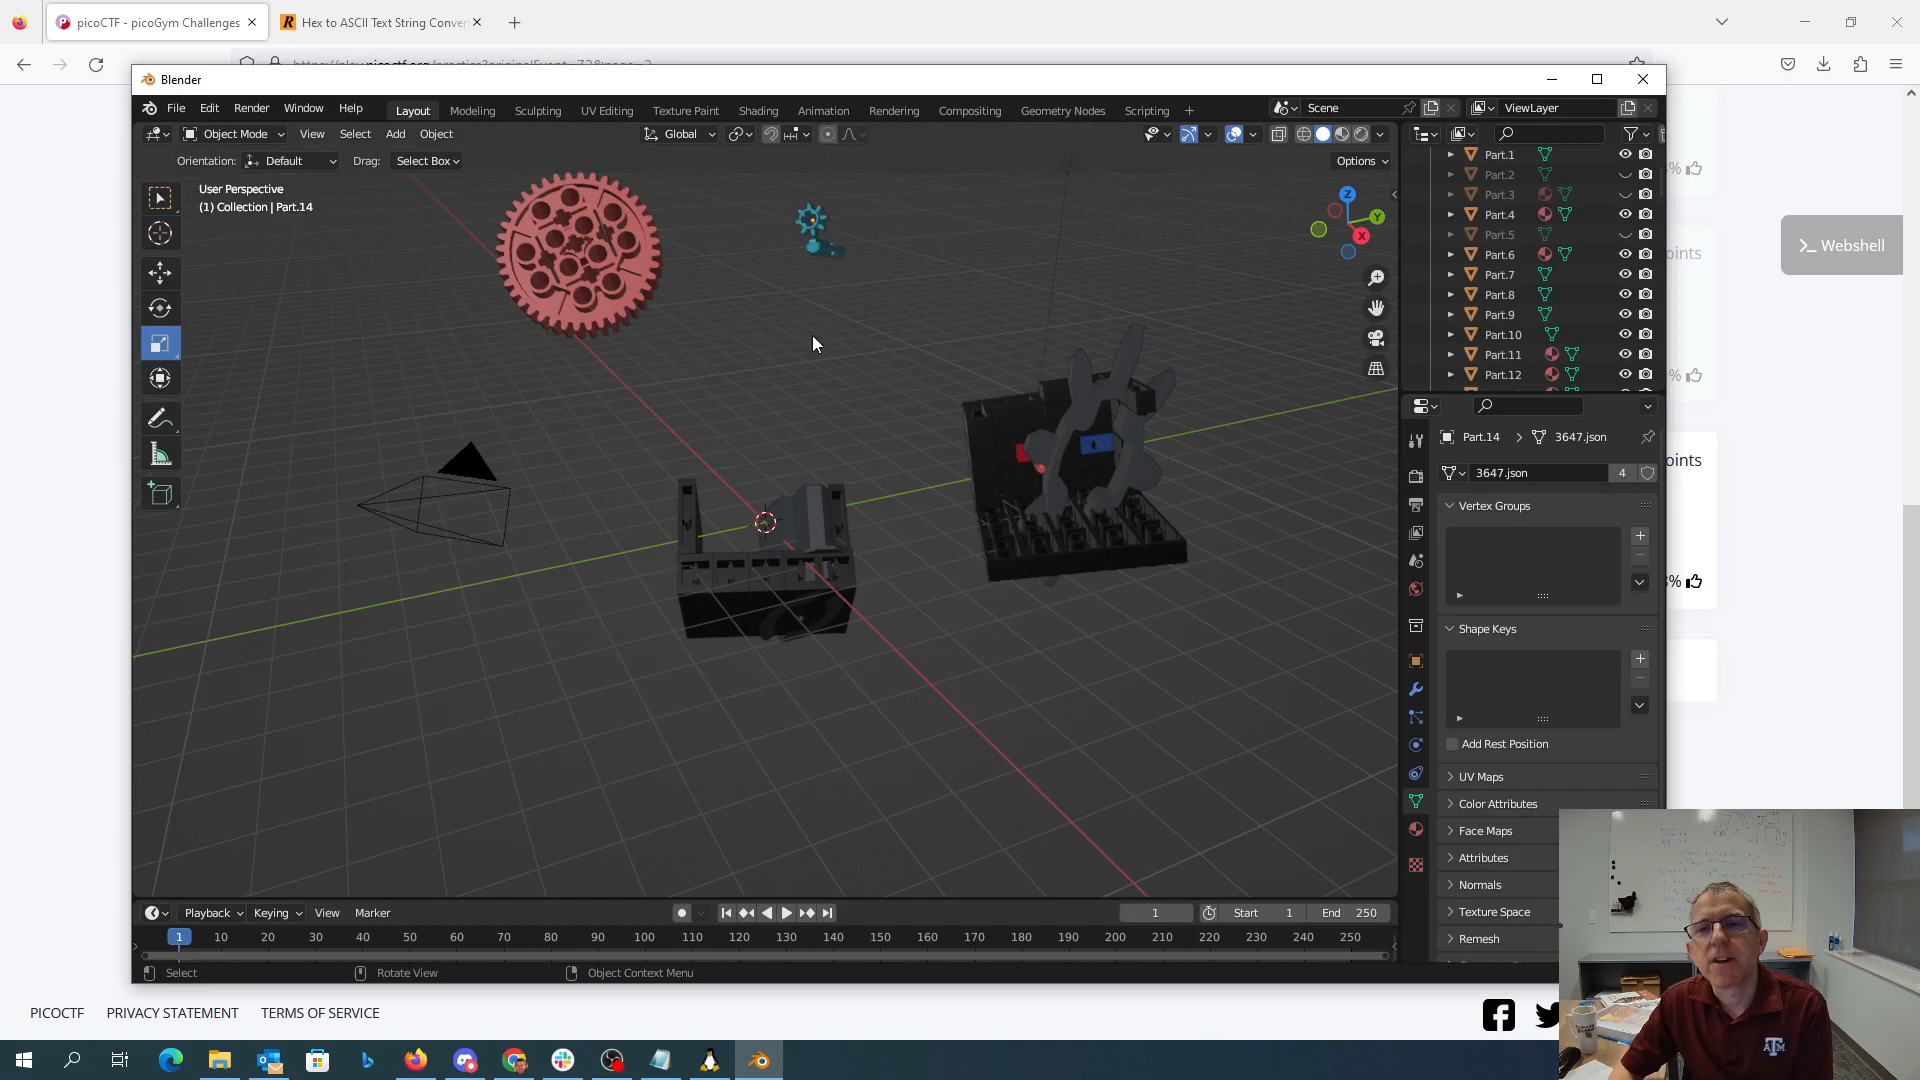 picoCTF - picoGym Challenges
Hex to ASCII Text String Conver
Blender
File Edit Render Window Help
Layout Modeling Sculpting UV Editing Texture Paint Shading Animation Rendering Compositing Geometry Nodes Scripting +
Scene
ViewLayer
Object Mode View Select Add Object
Global
Orientation: Default Drag: Select Box
Options
User Perspective
(1) Collection | Part.14
Z
Y
X
Part.1
Part.2
Part.3
Part.4
Part.5
Part.6
Part.7
Part.8
Part.9
Part.10
Part.11
Part.12
Part.14 > 3647.json
3647.json 4
Vertex Groups
Shape Keys
Add Rest Position
UV Maps
Color Attributes
Face Maps
Attributes
Normals
Texture Space
Remesh
>_ Webshell
oints
oints
%
%
%
Playback Keying View Marker
1 Start 1 End 250
1 10 20 30 40 50 60 70 80 90 100 110 120 130 140 150 160 170 180 190 200 210 220 230 240 250
Select Rotate View Object Context Menu
PICOCTF PRIVACY STATEMENT TERMS OF SERVICE
ATM